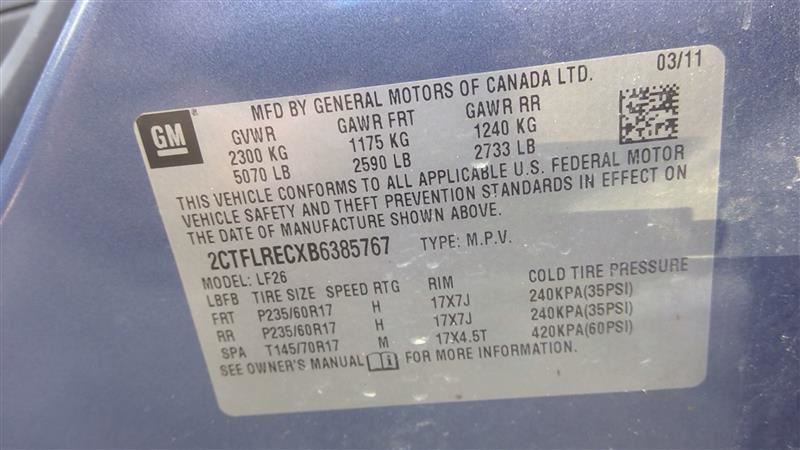 03/11
GM ®
MFD BY GENERAL MOTORS OF CANADA LTD.
GVWR GAWR FRT GAWR RR
2300 KG 1175 KG 1240 KG
5070 LB 2590 LB 2733 LB
THIS VEHICLE CONFORMS TO ALL APPLICABLE U.S. FEDERAL MOTOR
VEHICLE SAFETY AND THEFT PREVENTION STANDARDS IN EFFECT ON
THE DATE OF MANUFACTURE SHOWN ABOVE.
2CTFLRECXB6385767 TYPE: M.P.V.
MODEL: LF26
LBFB TIRE SIZE SPEED RTG RIM COLD TIRE PRESSURE
FRT P235/60R17 H 17X7J 240KPA(35PSI)
RR P235/60R17 H 17X7J 240KPA(35PSI)
SPA T145/70R17 M 17X4.5T 420KPA(60PSI)
SEE OWNER'S MANUAL FOR MORE INFORMATION.